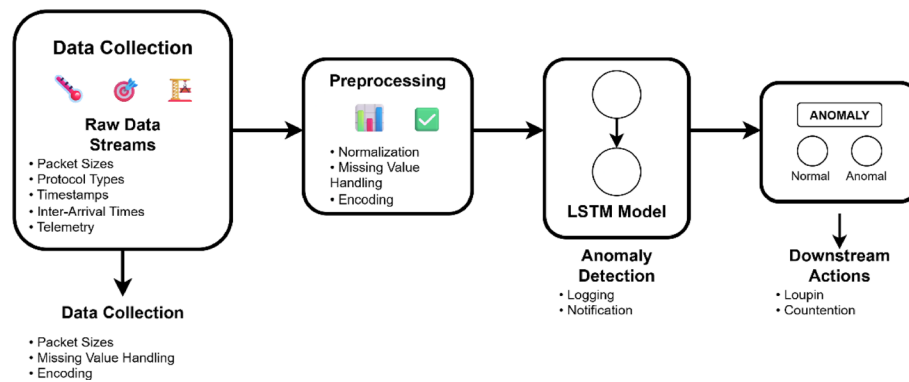 Data Collection
Raw Data
Streams
• Packet Sizes
• Protocol Types
• Timestamps
• Inter-Arrival Times
• Telemetry
Data Collection
• Packet Sizes
• Missing Value Handling
• Encoding
Preprocessing
• Normalization
• Missing Value
Handling
• Encoding
LSTM Model
Anomaly
Detection
• Logging
• Notification
ANOMALY
Normal
Anomal
Downstream
Actions
• Loupin
• Countention